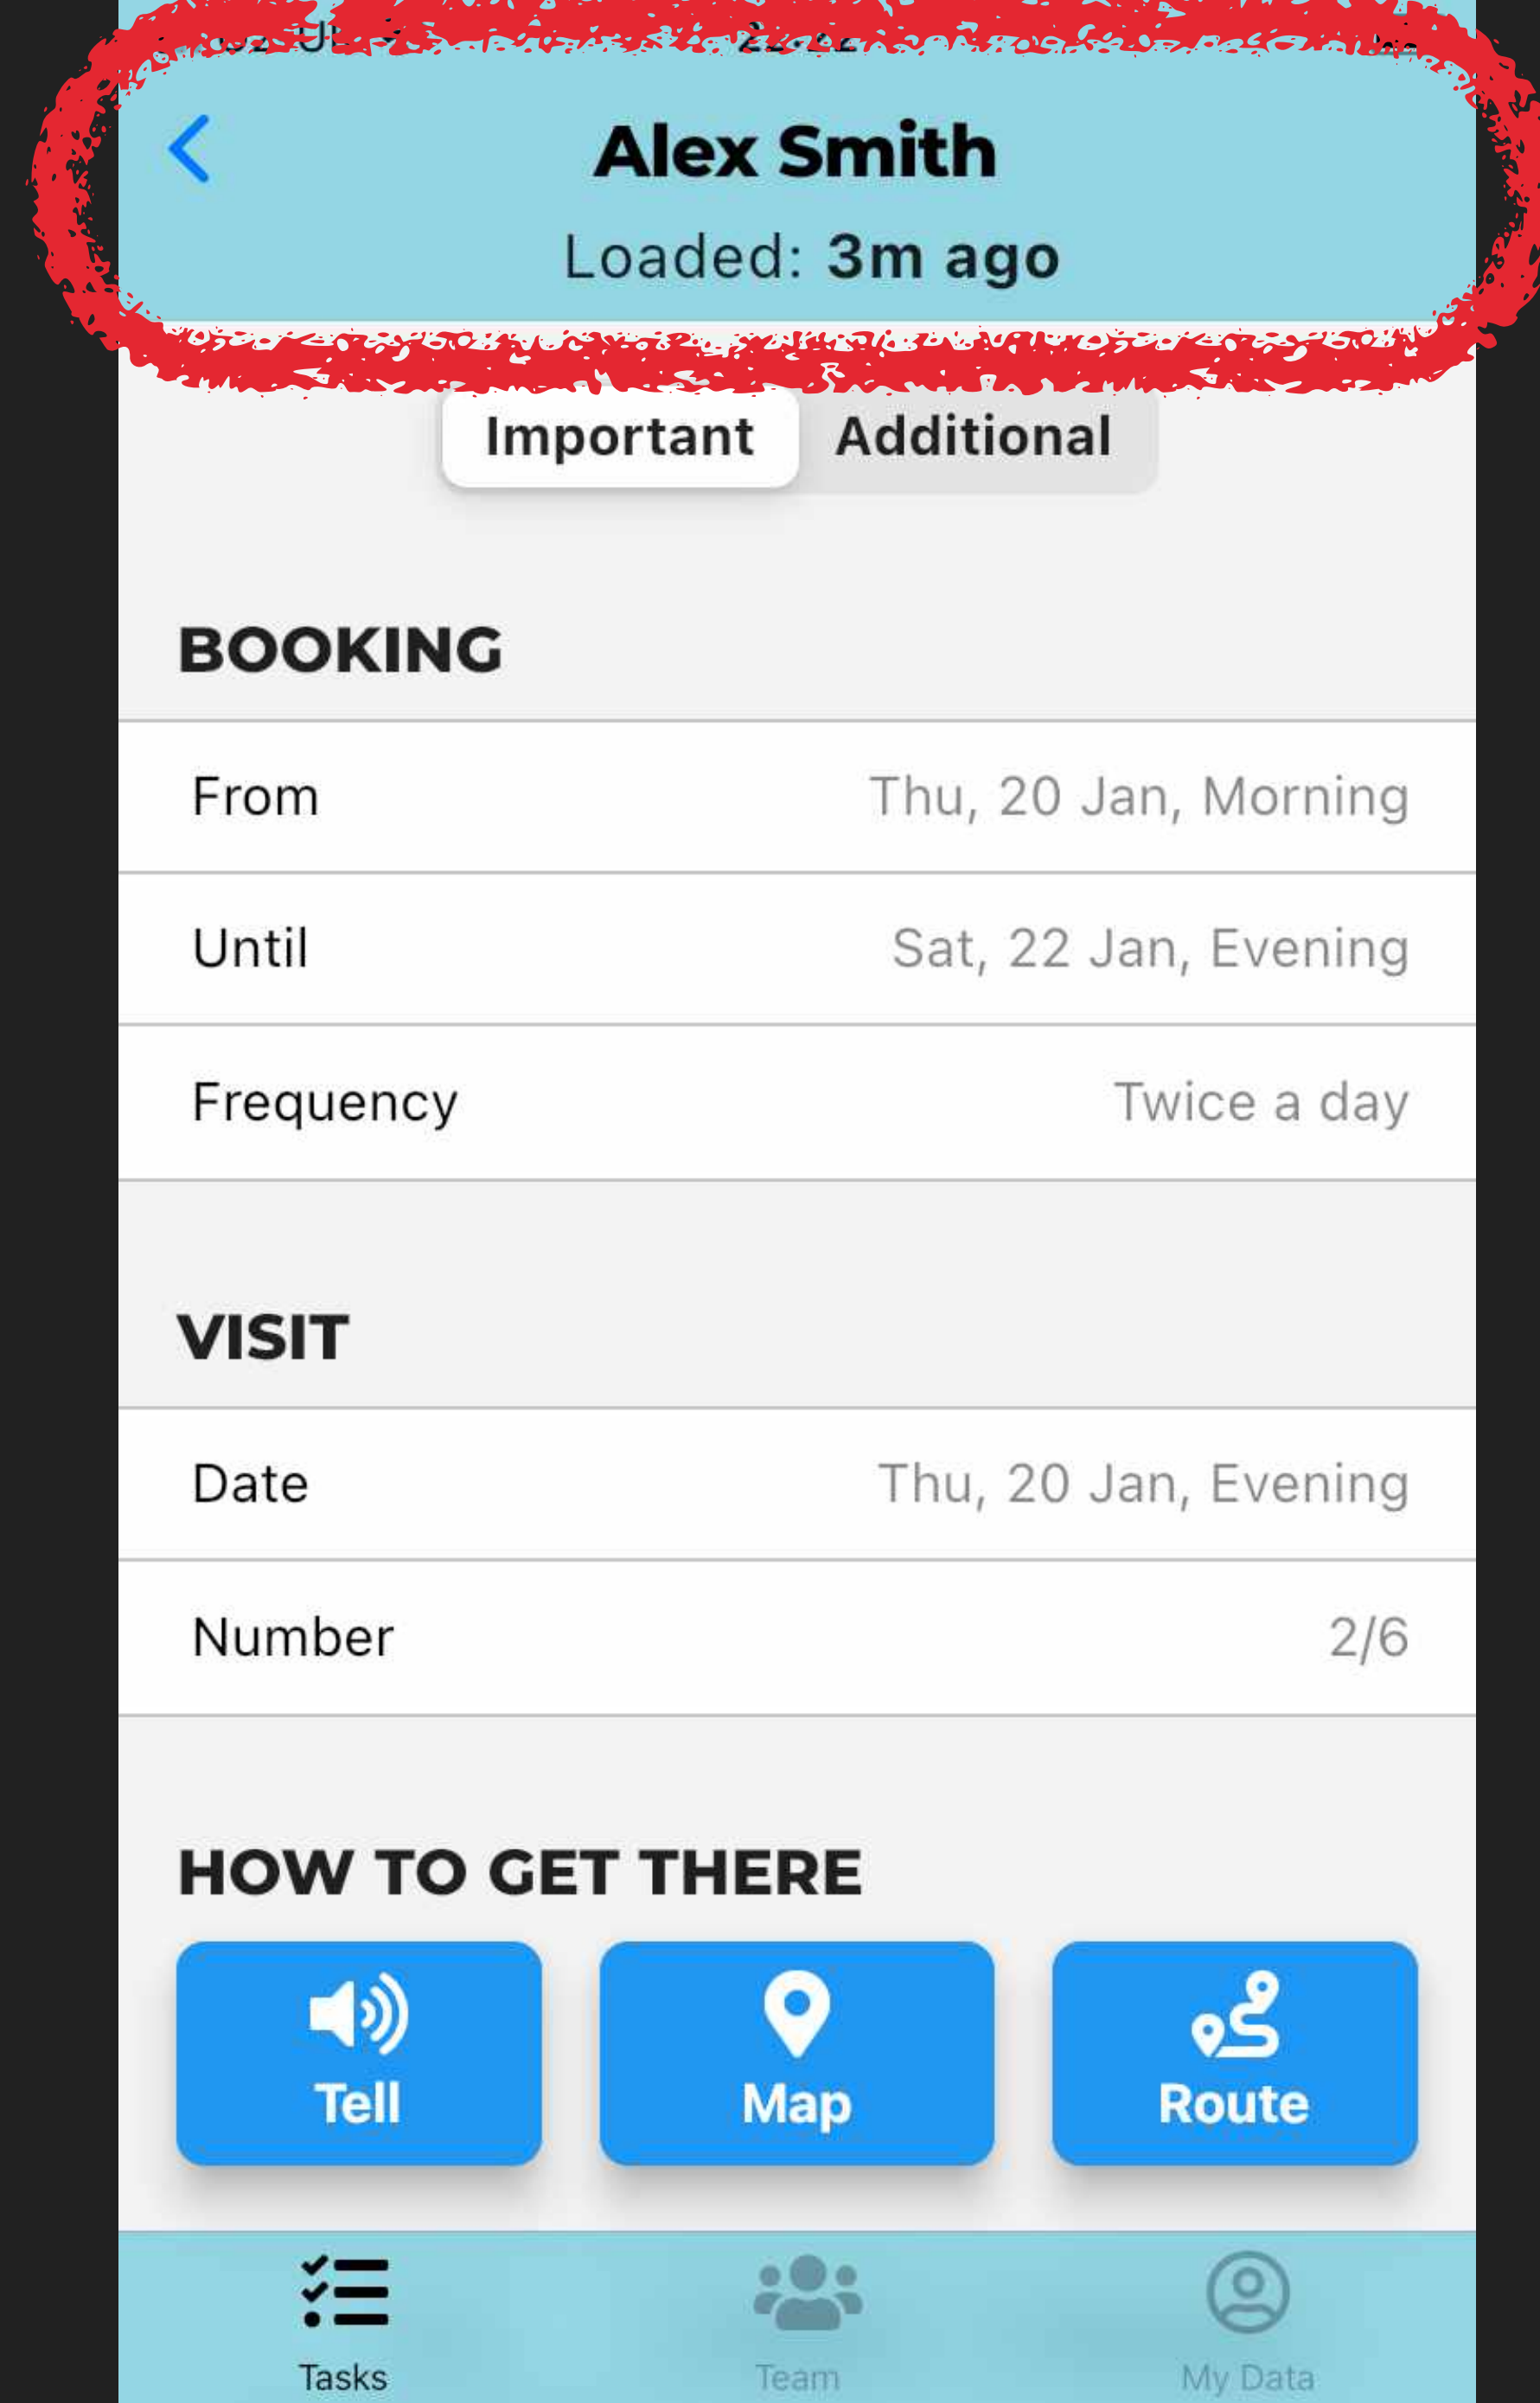 Alex Smith
Loaded: 3m ago
Important Additional
BOOKING
From Thu, 20 Jan, Morning
Until Sat, 22 Jan, Evening
Frequency Twice a day
VISIT
Date Thu, 20 Jan, Evening
Number 2/6
HOW TO GET THERE
Tell Map Route
Tasks Team My Data